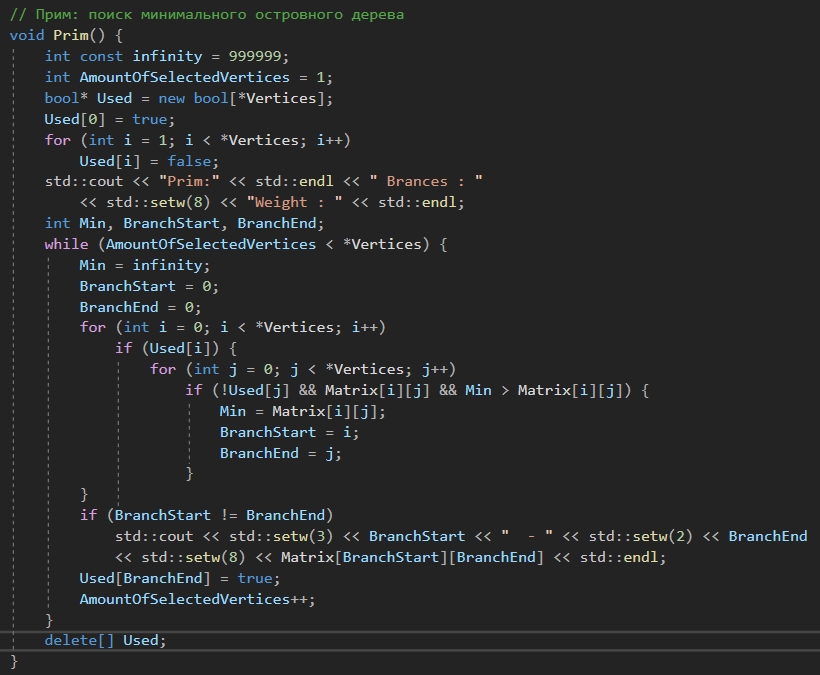 // Прим: поиск минимального островного дерева
void Prim() {
    int const infinity = 999999;
    int AmountOfSelectedVertices = 1;
    bool* Used = new bool[*Vertices];
    Used[0] = true;
    for (int i = 1; i < *Vertices; i++)
        Used[i] = false;
    std::cout << "Prim:" << std::endl << " Brances : "
        << std::setw(8) << "Weight : " << std::endl;
    int Min, BranchStart, BranchEnd;
    while (AmountOfSelectedVertices < *Vertices) {
        Min = infinity;
        BranchStart = 0;
        BranchEnd = 0;
        for (int i = 0; i < *Vertices; i++)
            if (Used[i]) {
                for (int j = 0; j < *Vertices; j++)
                    if (!Used[j] && Matrix[i][j] && Min > Matrix[i][j]) {
                        Min = Matrix[i][j];
                        BranchStart = i;
                        BranchEnd = j;
                    }
        }
        if (BranchStart != BranchEnd)
            std::cout << std::setw(3) << BranchStart << "  - " << std::setw(2) << BranchEnd
            << std::setw(8) << Matrix[BranchStart][BranchEnd] << std::endl;
        Used[BranchEnd] = true;
        AmountOfSelectedVertices++;
    }
    delete[] Used;
}